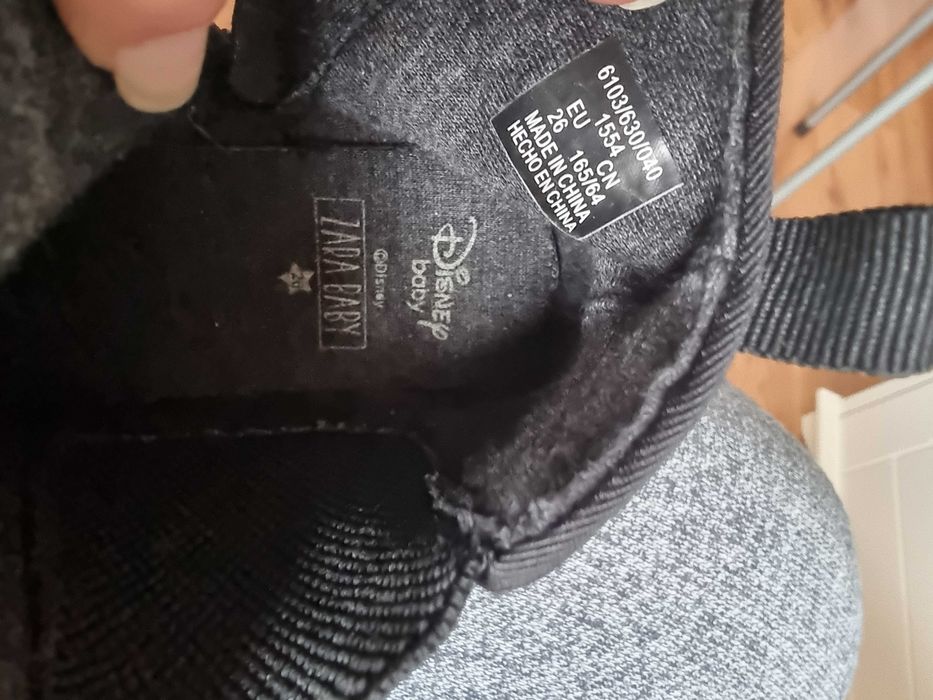 6103/630/040
1554
EU CN
26 165/64
MADE IN CHINA
HECHO EN CHINA
Disney
baby
©Disney
ZARA BABY
26